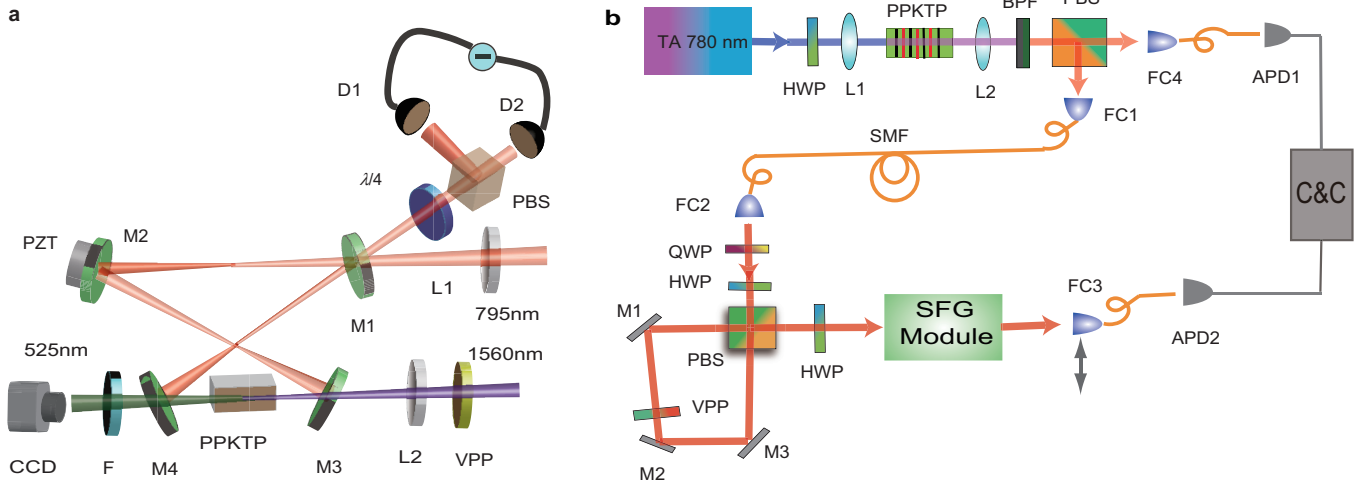 a
D1
D2
λ/4
PBS
PZT
M2
L1
M1
795nm
525nm
1560nm
PPKTP
CCD
F
M4
M3
L2
VPP
b
TA 780 nm
PPKTP
BPF
PBS
HWP
L1
L2
FC4
APD1
FC1
SMF
C&C
FC2
QWP
HWP
M1
PBS
HWP
SFG
Module
FC3
APD2
VPP
M2
M3